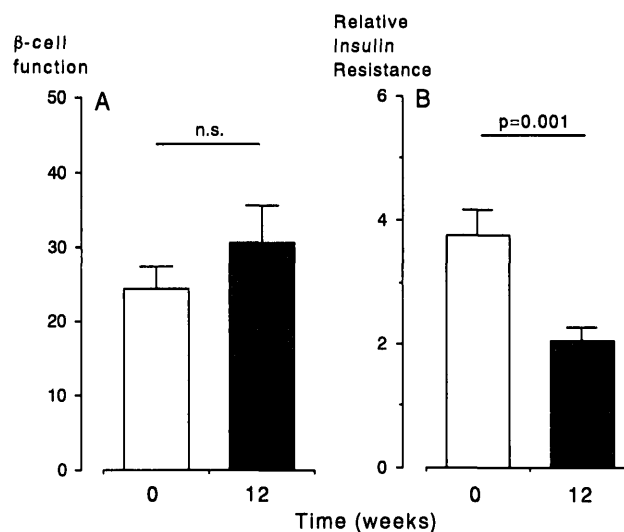 β-cell
function
50
40
30
20
10
0
A
n.s.
0
12
Relative
Insulin
Resistance
6
4
2
0
B
p=0.001
0
12
Time (weeks)